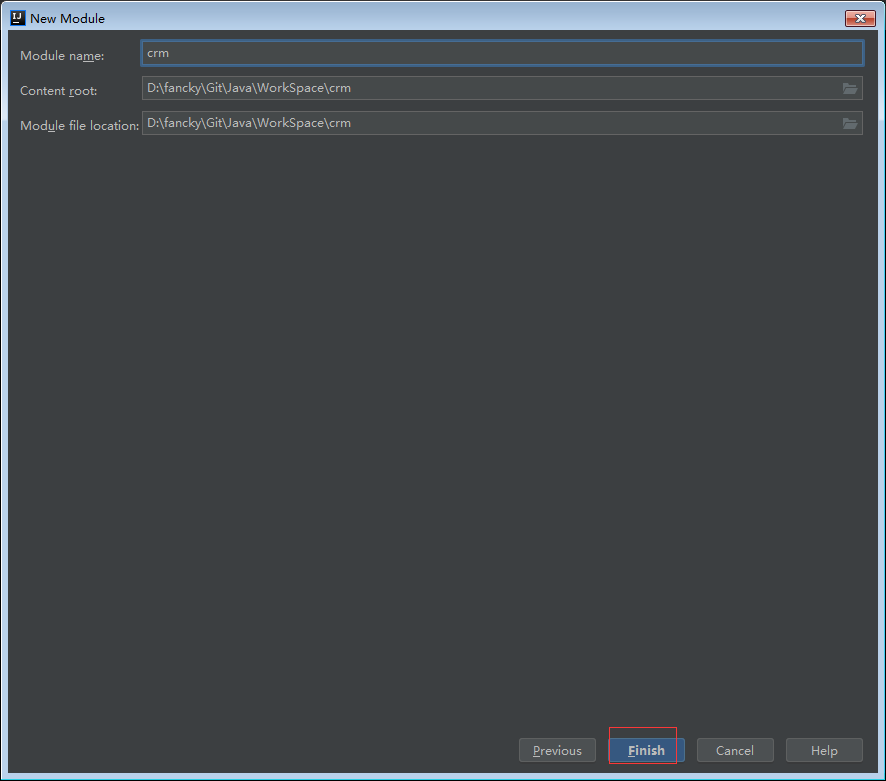 New Module
Module name: crm
Content root: D:\fancky\Git\Java\WorkSpace\crm
Module file location: D:\fancky\Git\Java\WorkSpace\crm
Previous Finish Cancel Help